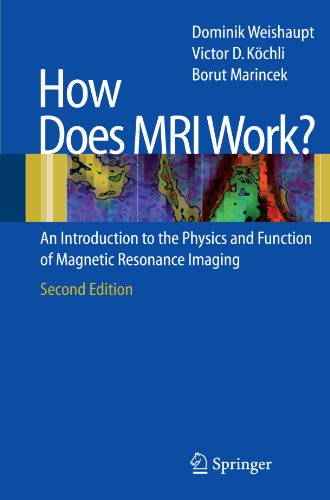 Dominik Weishaupt
Victor D. Köchli
Borut Marincek
How
Does MRI Work?
An Introduction to the Physics and Function
of Magnetic Resonance Imaging
Second Edition
Springer